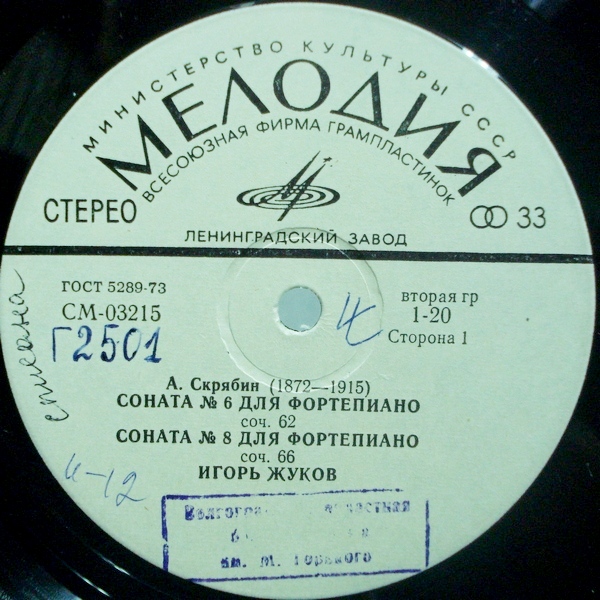 МИНИСТЕРСТВО КУЛЬТУРЫ СССР
МЕЛОДИЯ
ВСЕСОЮЗНАЯ ФИРМА ГРАМПЛАСТИНОК
СТЕРЕО
33
ЛЕНИНГРАДСКИЙ ЗАВОД
ГОСТ 5289-73
СМ-03215
Г2501
вторая гр
1-20
Сторона 1
списана
А. Скрябин (1872—1915)
СОНАТА № 6 ДЛЯ ФОРТЕПИАНО
соч. 62
СОНАТА № 8 ДЛЯ ФОРТЕПИАНО
соч. 66
ИГОРЬ ЖУКОВ
и-12
им. М. Горького